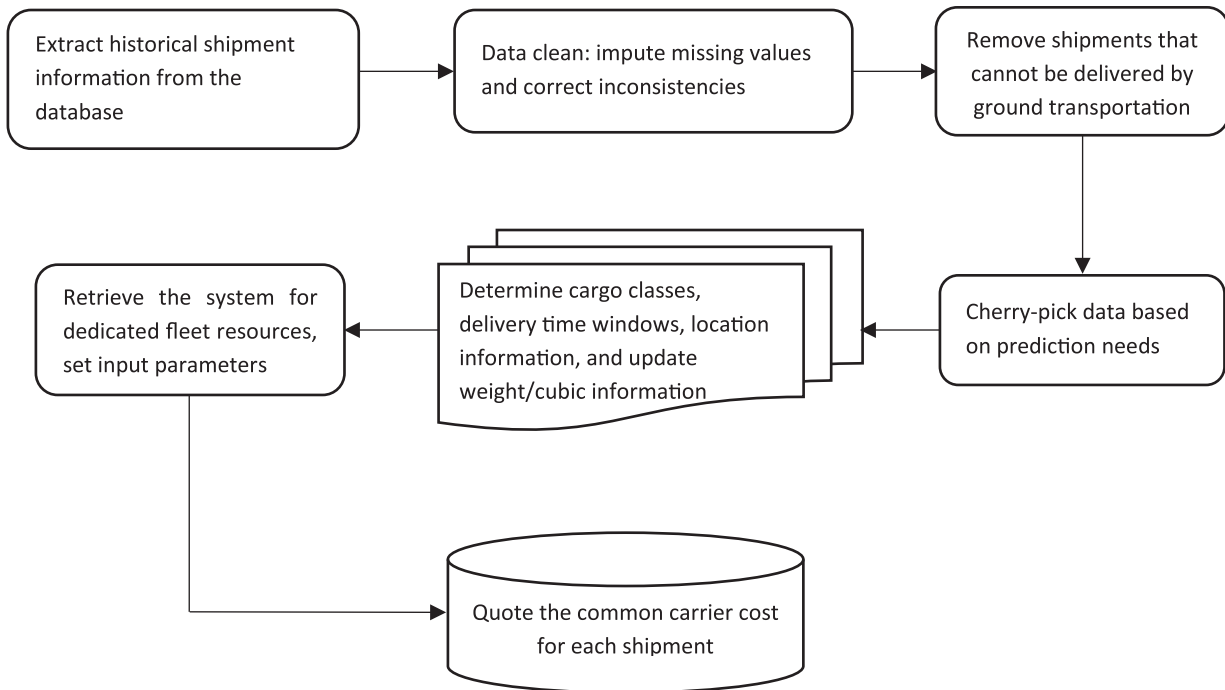 Extract historical shipment
information from the
database
Data clean: impute missing values
and correct inconsistencies
Remove shipments that
cannot be delivered by
ground transportation
Cherry-pick data based
on prediction needs
Determine cargo classes,
delivery time windows, location
information, and update
weight/cubic information
Retrieve the system for
dedicated fleet resources,
set input parameters
Quote the common carrier cost
for each shipment